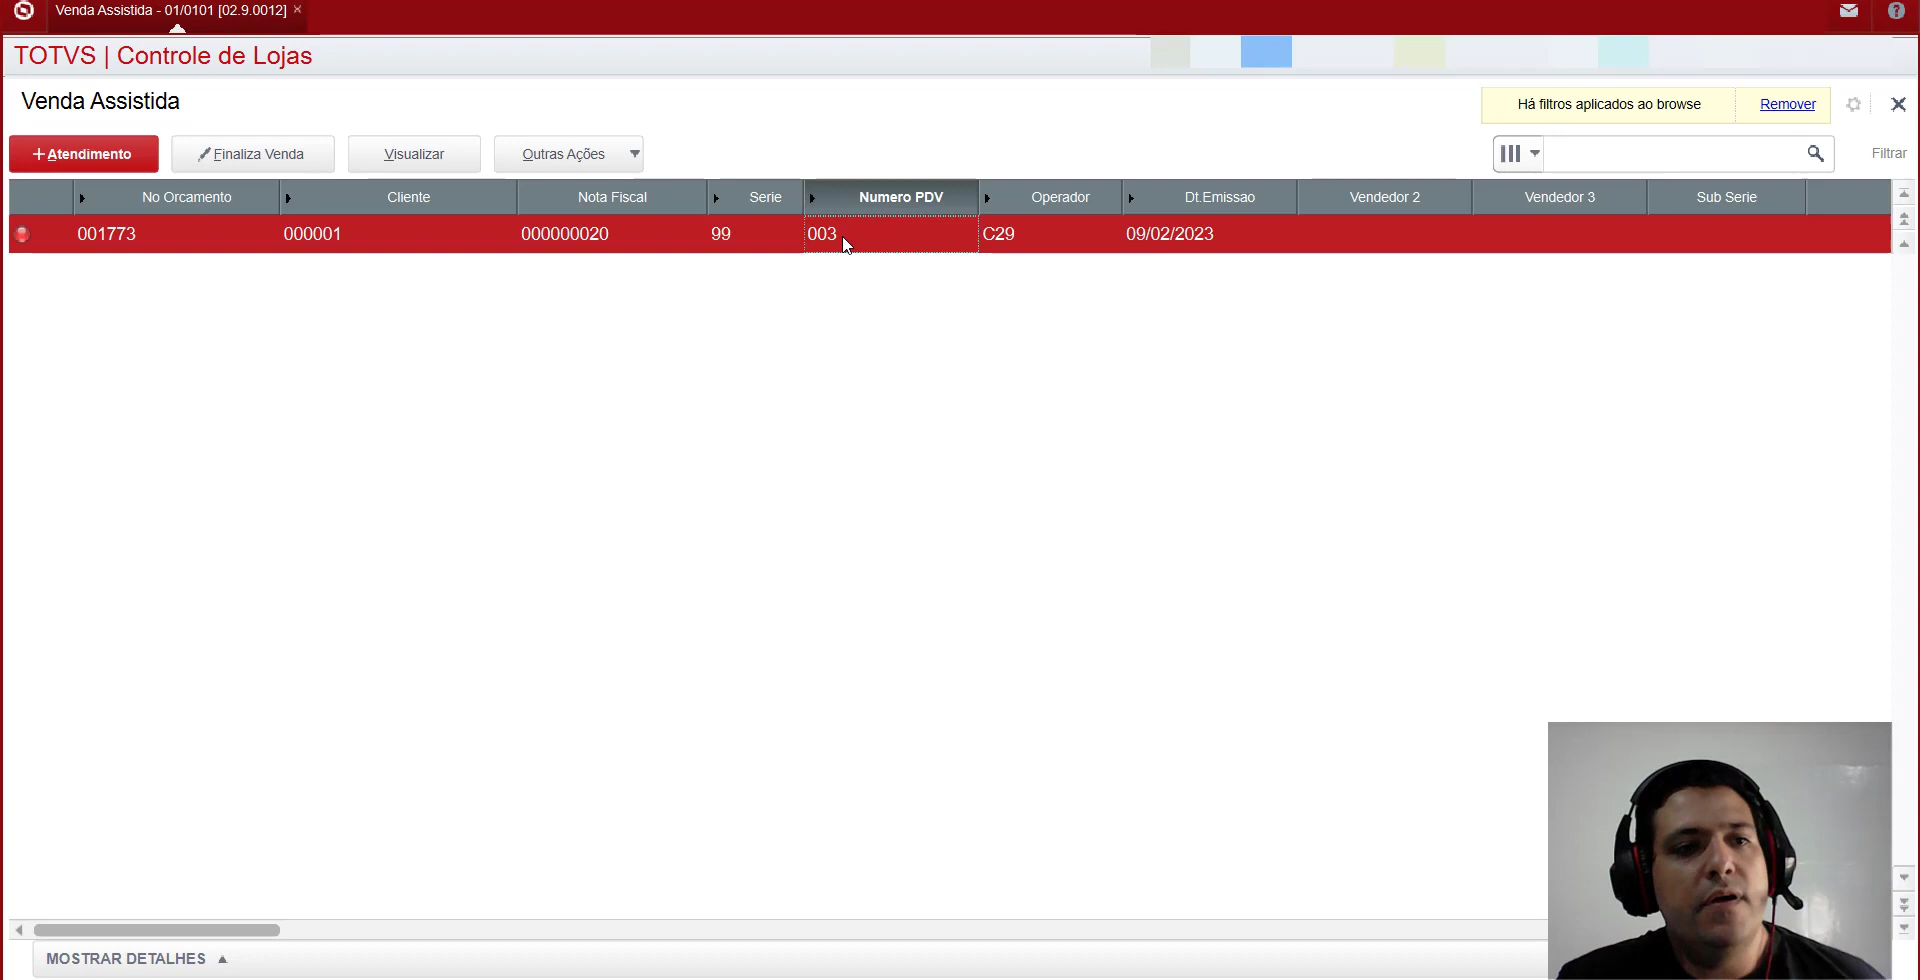 Venda Assistida - 01/0101 [02.9.0012] ×
TOTVS | Controle de Lojas
Venda Assistida
Há filtros aplicados ao browse Remover
+Atendimento Finaliza Venda Visualizar Outras Ações
Filtrar
No Orcamento Cliente Nota Fiscal Serie Numero PDV Operador Dt.Emissao Vendedor 2 Vendedor 3 Sub Serie
001773 000001 000000020 99 003 C29 09/02/2023
MOSTRAR DETALHES